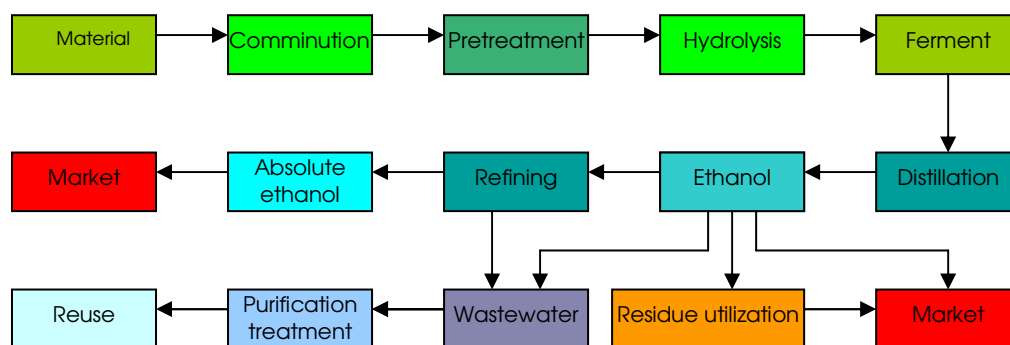 Material
Comminution
Pretreatment
Hydrolysis
Ferment
Market
Absolute
ethanol
Refining
Ethanol
Distillation
Reuse
Purification
treatment
Wastewater
Residue utilization
Market